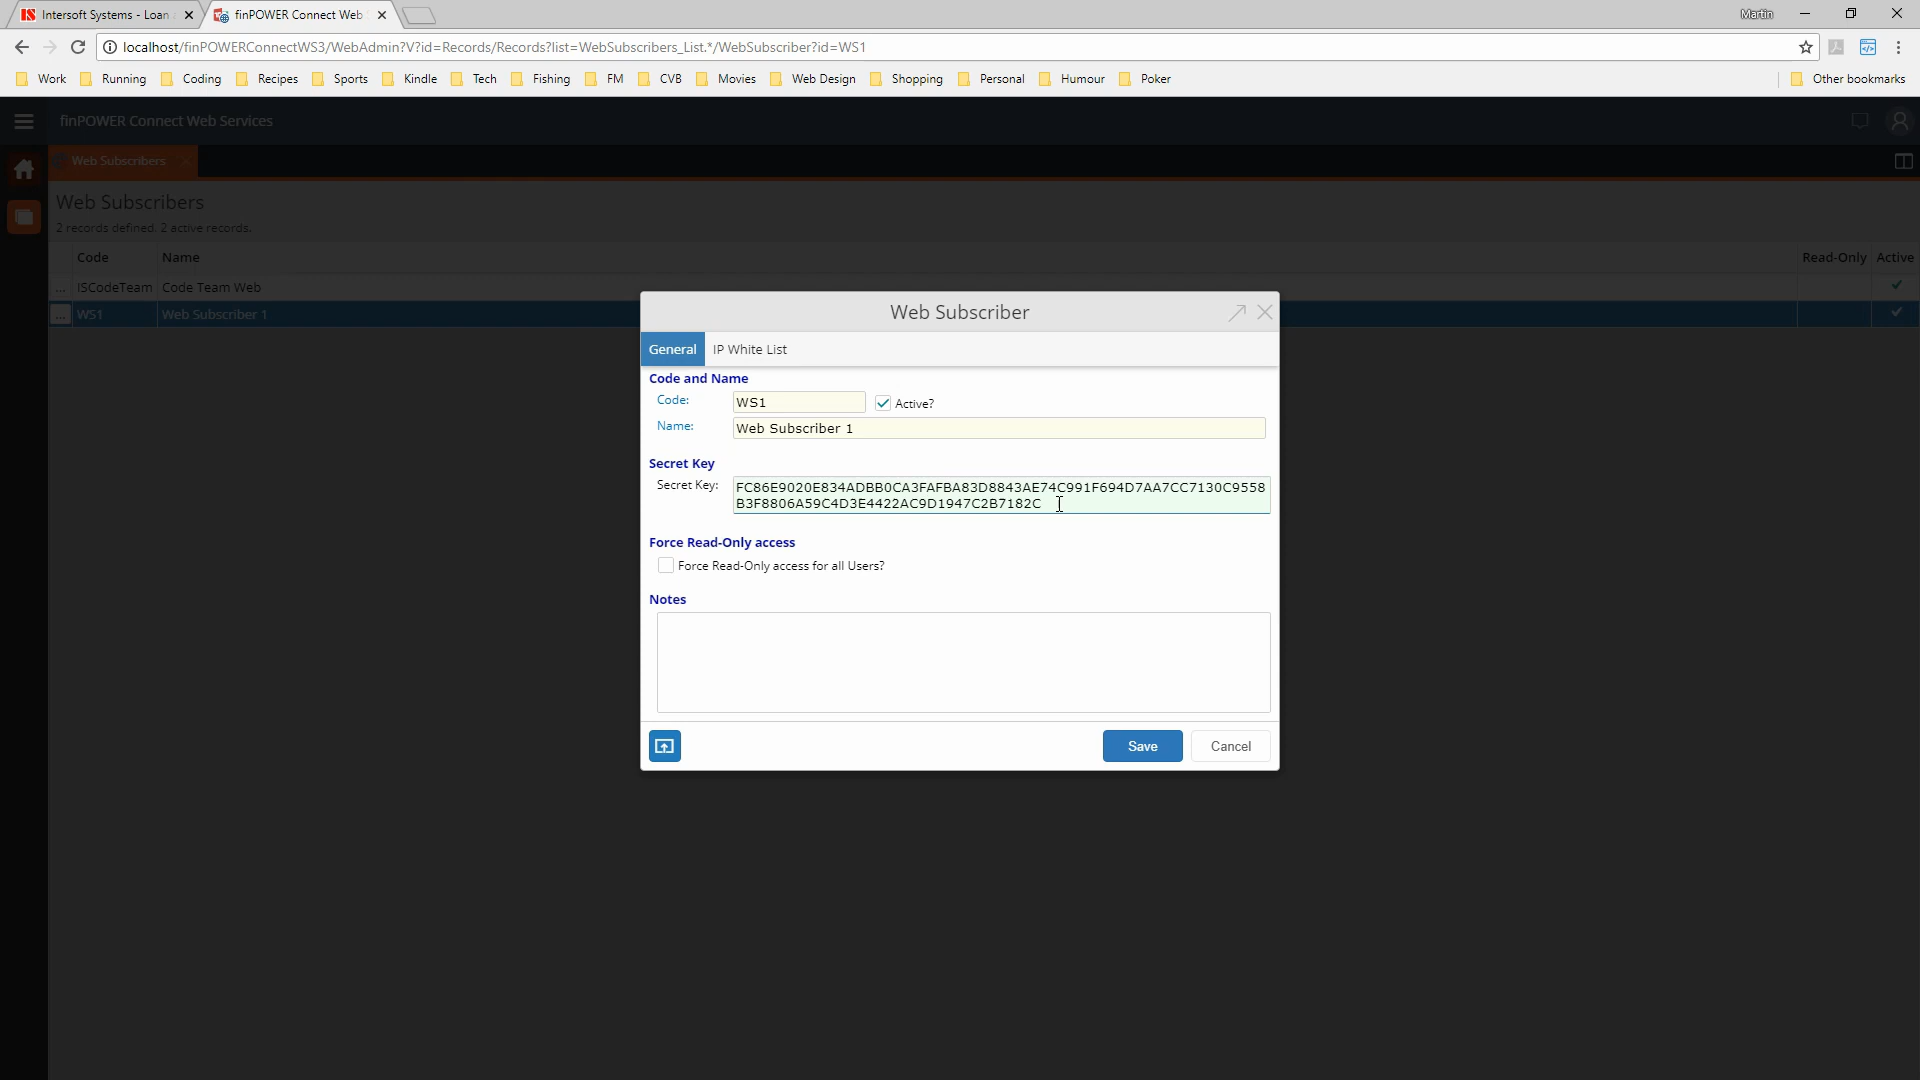 Intersoft Systems - Loan
finPOWER Connect Web
Martin
localhost/finPOWERConnectWS3/WebAdmin?V?id=Records/Records?list=WebSubscribers_List.*/WebSubscriber?id=WS1
Work Running Coding Recipes Sports Kindle Tech Fishing FM CVB Movies Web Design Shopping Personal Humour Poker Other bookmarks
finPOWER Connect Web Services
Web Subscribers
Web Subscribers
2 records defined. 2 active records.
Code Name Read-Only Active
... ISCodeTeam Code Team Web
... WS1 Web Subscriber 1
Web Subscriber
General IP White List
Code and Name
Code: WS1 Active?
Name: Web Subscriber 1
Secret Key
Secret Key: FC86E9020E834ADBB0CA3FAFBA83D8843AE74C991F694D7AA7CC7130C9558
B3F8806A59C4D3E4422AC9D1947C2B7182C
Force Read-Only access
Force Read-Only access for all Users?
Notes
Save Cancel